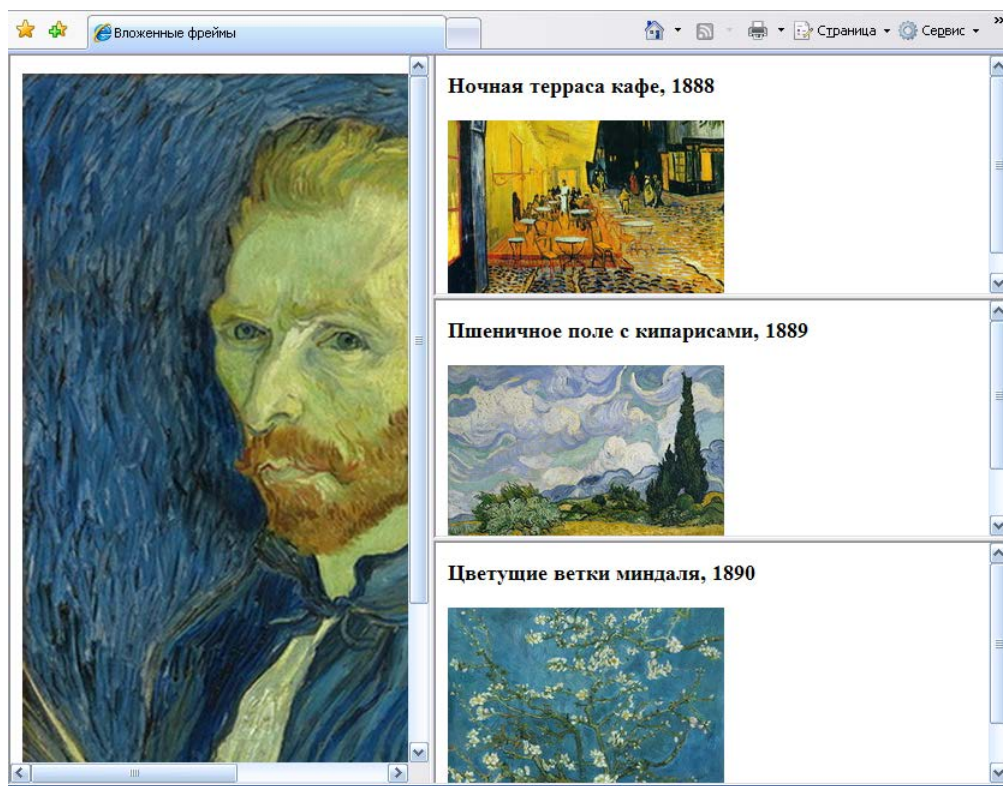 Вложенные фреймы
Страница
Сервис
»
Ночная терраса кафе, 1888
Пшеничное поле с кипарисами, 1889
Цветущие ветки миндаля, 1890